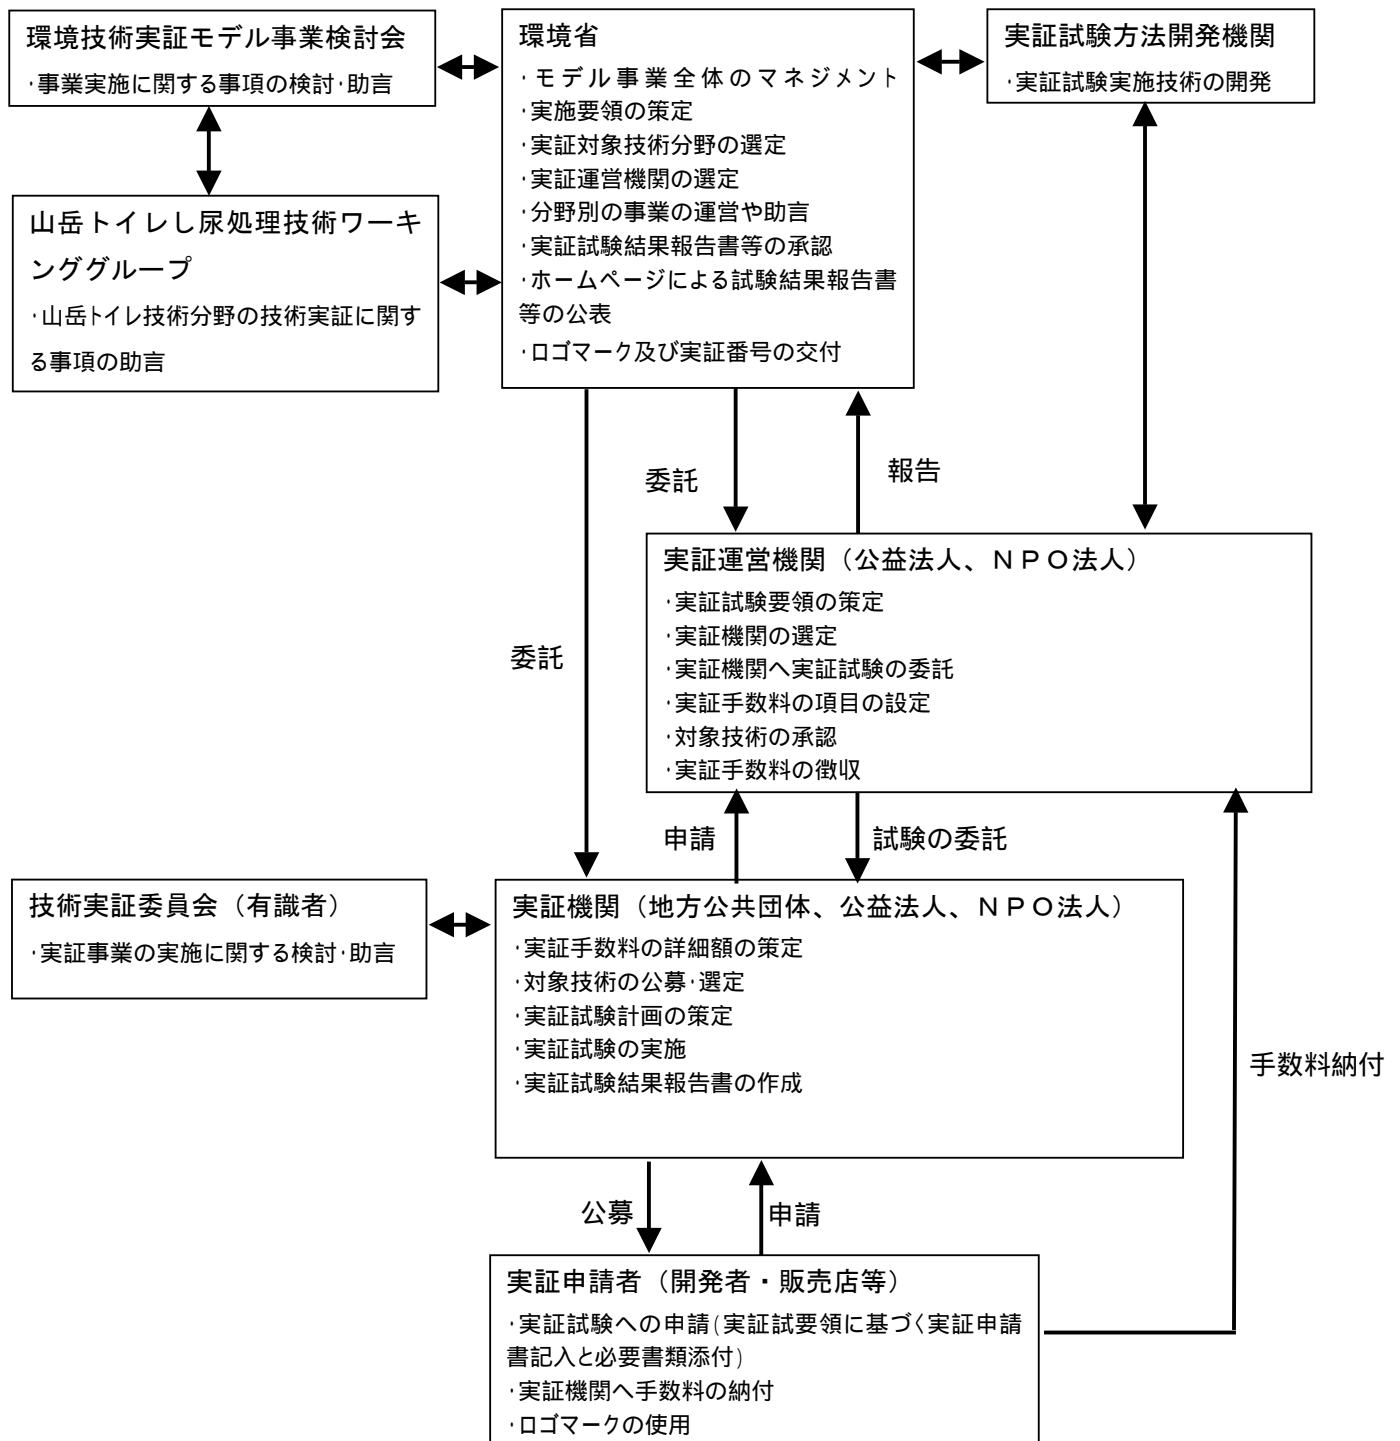 環境技術実証モデル事業検討会
·事業実施に関する事項の検討·助言
環境省
·モデル事業全体のマネジメント
·実施要領の策定
·実証対象技術分野の選定
·実証運営機関の選定
·分野別の事業の運営や助言
·実証試験結果報告書等の承認
·ホームページによる試験結果報告書
等の公表
·ロゴマーク及び実証番号の交付
実証試験方法開発機関
·実証試験実施技術の開発
山岳トイレし尿処理技術ワーキ
ンググループ
·山岳トイレ技術分野の技術実証に関す
る事項の助言
委託
報告
委託
実証運営機関（公益法人、ＮＰＯ法人）
·実証試験要領の策定
·実証機関の選定
·実証機関へ実証試験の委託
·実証手数料の項目の設定
·対象技術の承認
·実証手数料の徴収
申請
試験の委託
技術実証委員会（有識者）
·実証事業の実施に関する検討·助言
実証機関（地方公共団体、公益法人、ＮＰＯ法人）
·実証手数料の詳細額の策定
·対象技術の公募·選定
·実証試験計画の策定
·実証試験の実施
·実証試験結果報告書の作成
手数料納付
公募
申請
実証申請者（開発者・販売店等）
·実証試験への申請(実証試要領に基づく実証申請
書記入と必要書類添付)
·実証機関へ手数料の納付
·ロゴマークの使用